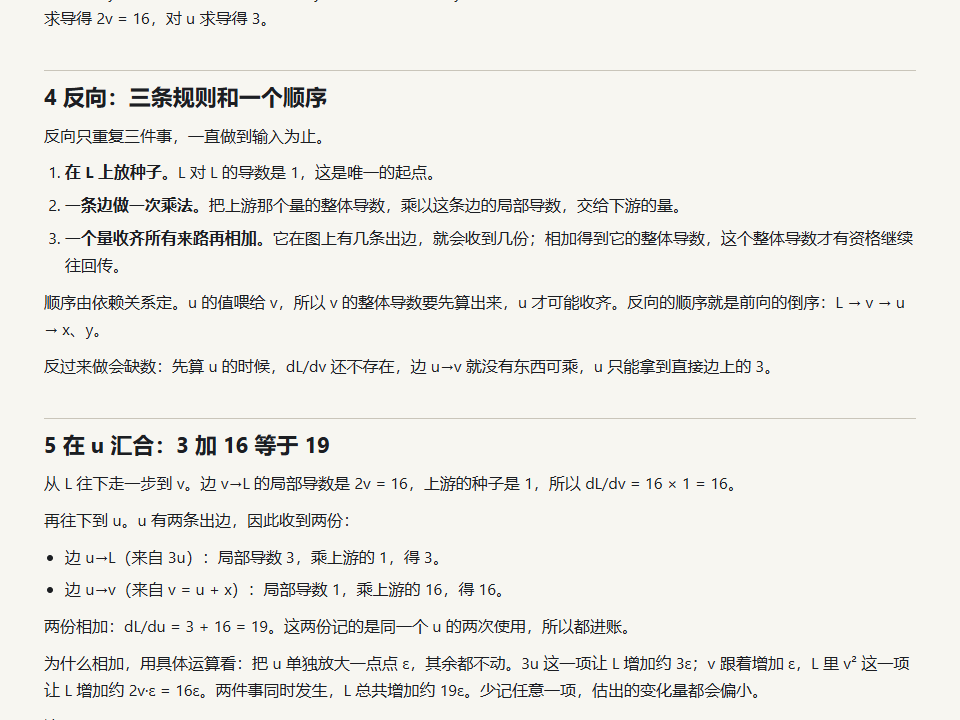 求导得 2v = 16，对 u 求导得 3。
4 反向：三条规则和一个顺序
反向只重复三件事，一直做到输入为止。
1. 在 L 上放种子。L 对 L 的导数是 1，这是唯一的起点。
2. 一条边做一次乘法。把上游那个量的整体导数，乘以这条边的局部导数，交给下游的量。
3. 一个量收齐所有来路再相加。它在图上有几条出边，就会收到几份；相加得到它的整体导数，这个整体导数才有资格继续
往回传。
顺序由依赖关系定。u 的值喂给 v，所以 v 的整体导数要先算出来，u 才可能收齐。反向的顺序就是前向的倒序：L → v → u
→ x、y。
反过来做会缺数：先算 u 的时候，dL/dv 还不存在，边 u→v 就没有东西可乘，u 只能拿到直接边上的 3。
5 在 u 汇合：3 加 16 等于 19
从 L 往下走一步到 v。边 v→L 的局部导数是 2v = 16，上游的种子是 1，所以 dL/dv = 16 × 1 = 16。
再往下到 u。u 有两条出边，因此收到两份：
• 边 u→L（来自 3u）：局部导数 3，乘上游的 1，得 3。
• 边 u→v（来自 v = u + x）：局部导数 1，乘上游的 16，得 16。
两份相加：dL/du = 3 + 16 = 19。这两份记的是同一个 u 的两次使用，所以都进账。
为什么相加，用具体运算看：把 u 单独放大一点点 ε，其余都不动。3u 这一项让 L 增加约 3ε；v 跟着增加 ε，L 里 v² 这一项
让 L 增加约 2v·ε = 16ε。两件事同时发生，L 总共增加约 19ε。少记任意一项，估出的变化量都会偏小。